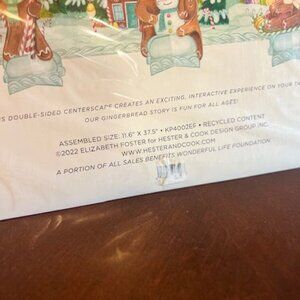 S DOUBLE-SIDED CENTERSCAPE CREATES AN EXCITING, INTERACTIVE EXPERIENCE ON YOUR
OUR GINGERBREAD STORY IS FUN FOR ALL AGES!
ASSEMBLED SIZE: 11.6" X 37.5" • KP4002EF • RECYCLED CONTENT
©2022 ELIZABETH FOSTER for HESTER & COOK DESIGN GROUP INC.
WWW.HESTERANDCOOK.COM
A PORTION OF ALL SALES BENEFITS WONDERFUL LIFE FOUNDATION